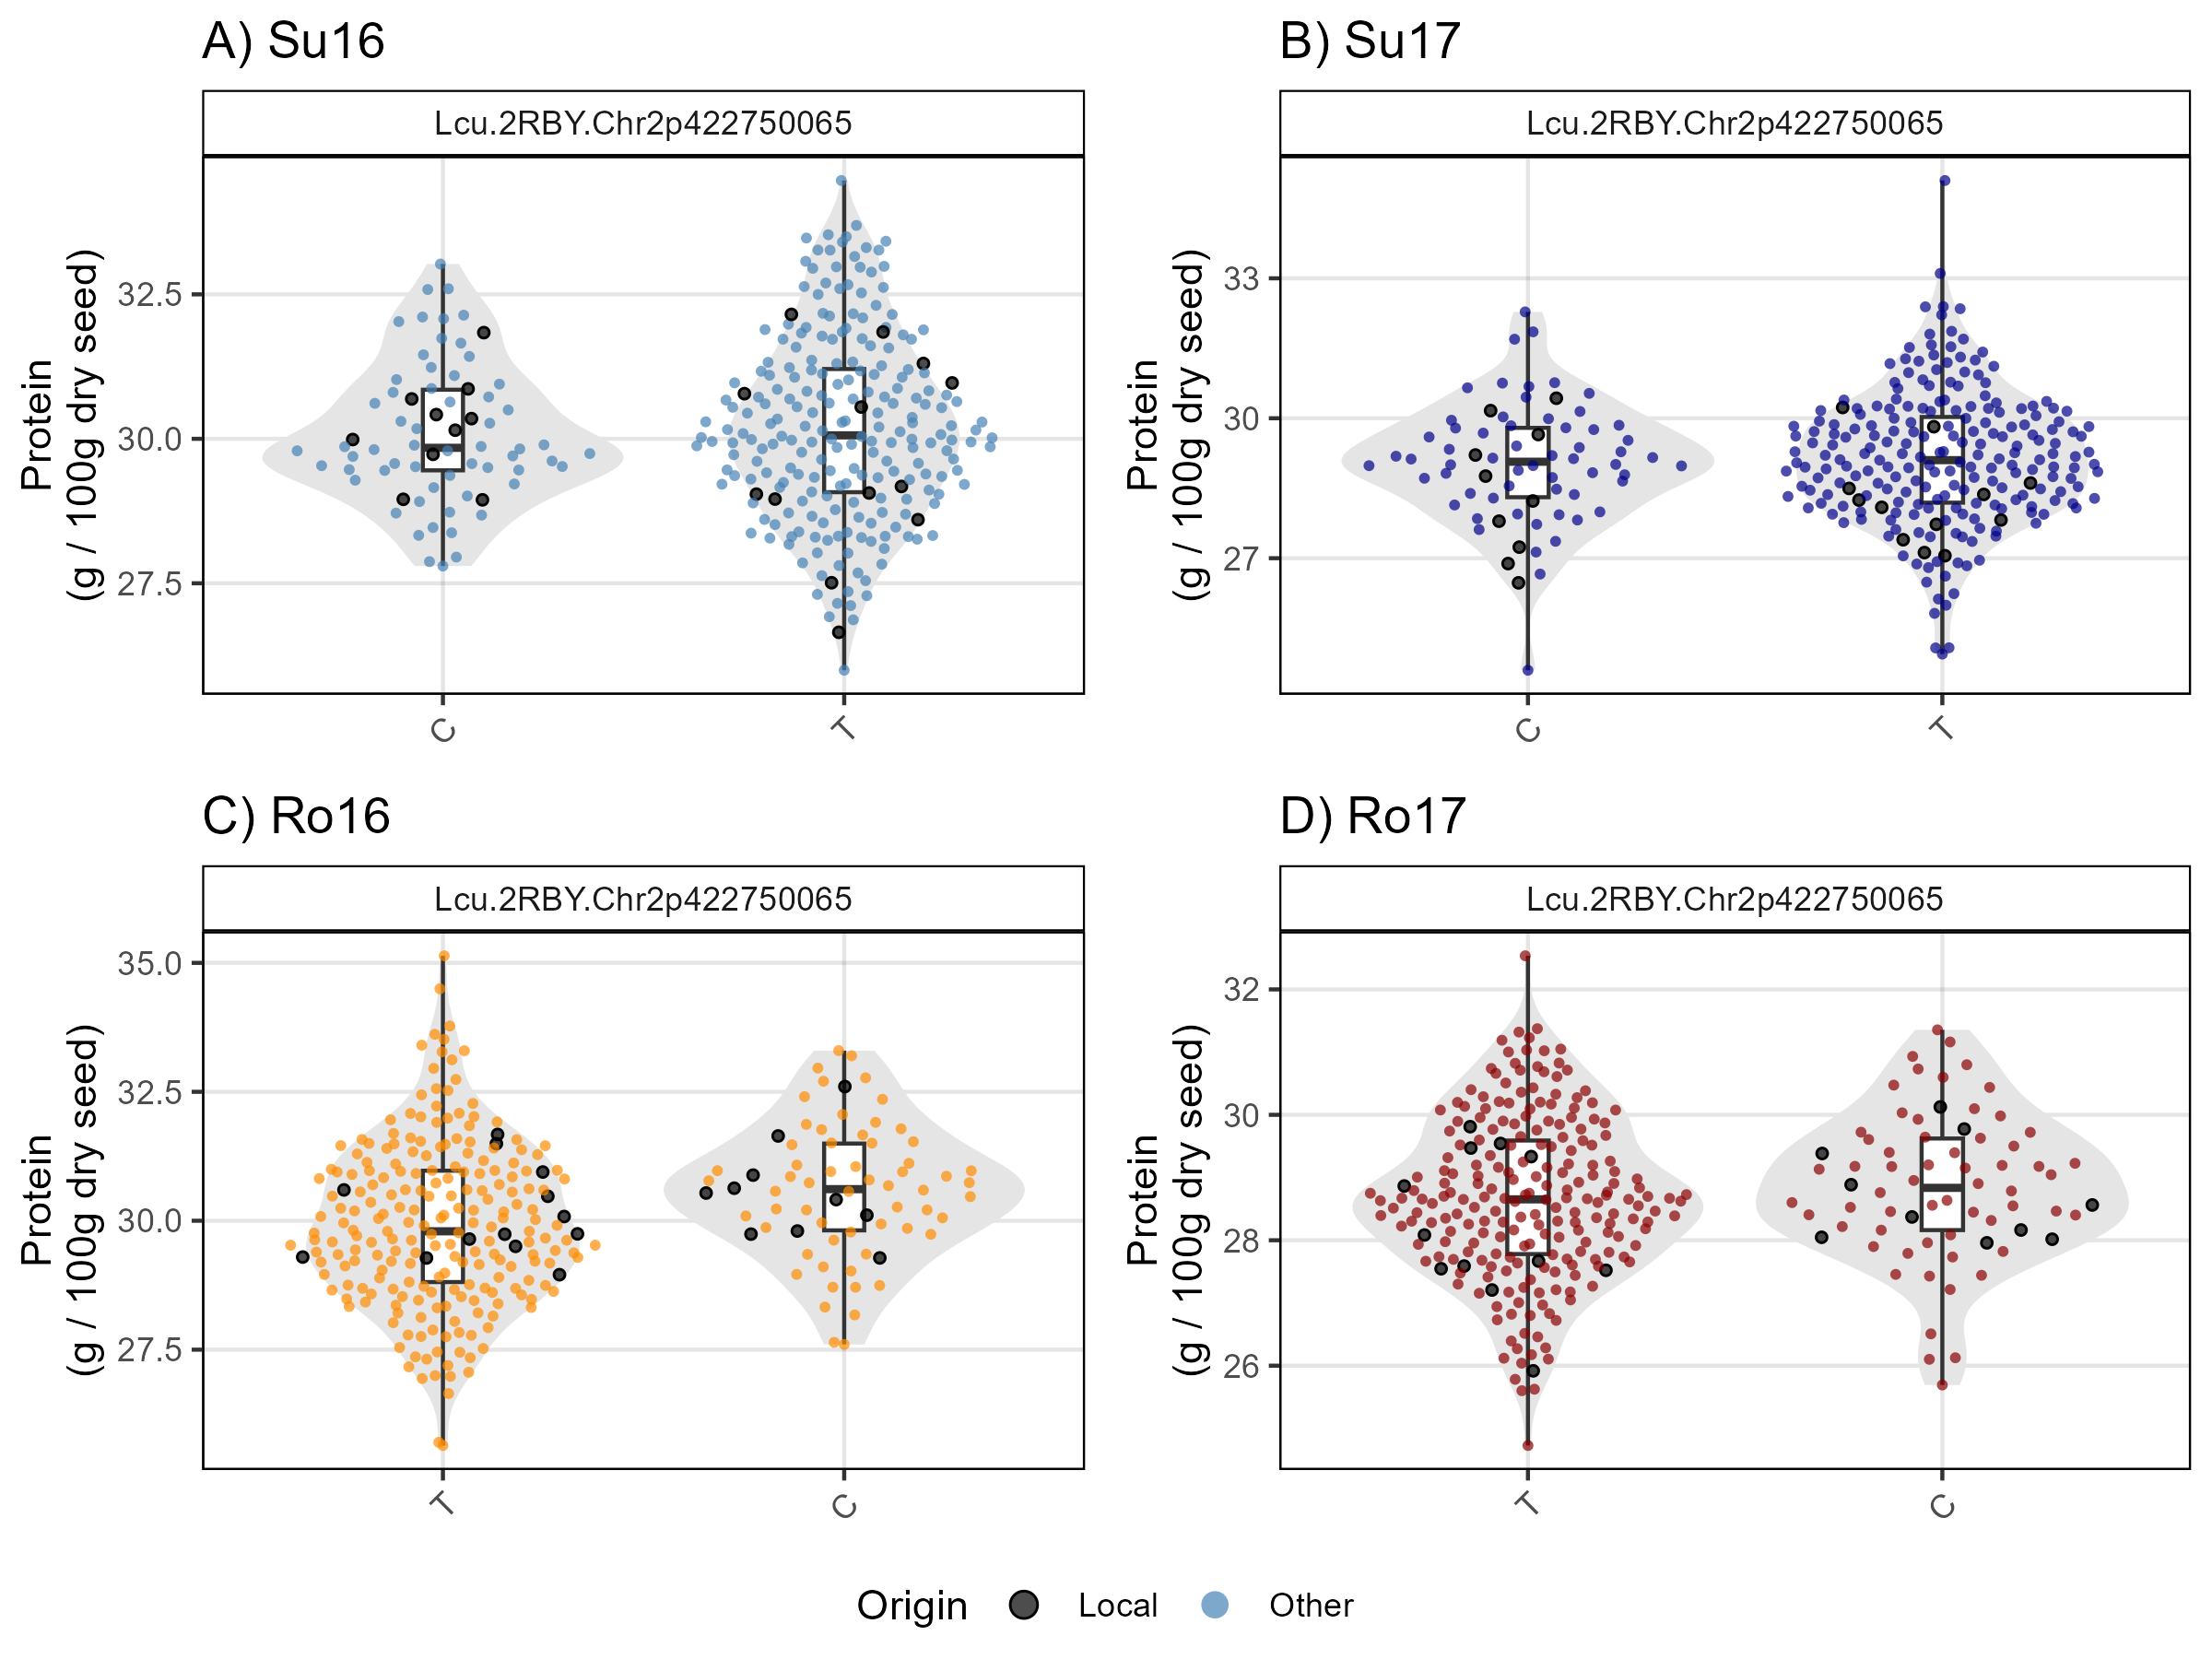 A) Su16
Lcu.2RBY.Chr2p422750065
Protein
(g / 100g dry seed)
32.5
30.0
27.5
C
T
B) Su17
Lcu.2RBY.Chr2p422750065
Protein
(g / 100g dry seed)
33
30
27
C
T
C) Ro16
Lcu.2RBY.Chr2p422750065
Protein
(g / 100g dry seed)
35.0
32.5
30.0
27.5
T
C
D) Ro17
Lcu.2RBY.Chr2p422750065
Protein
(g / 100g dry seed)
32
30
28
26
T
C
Origin
Local
Other